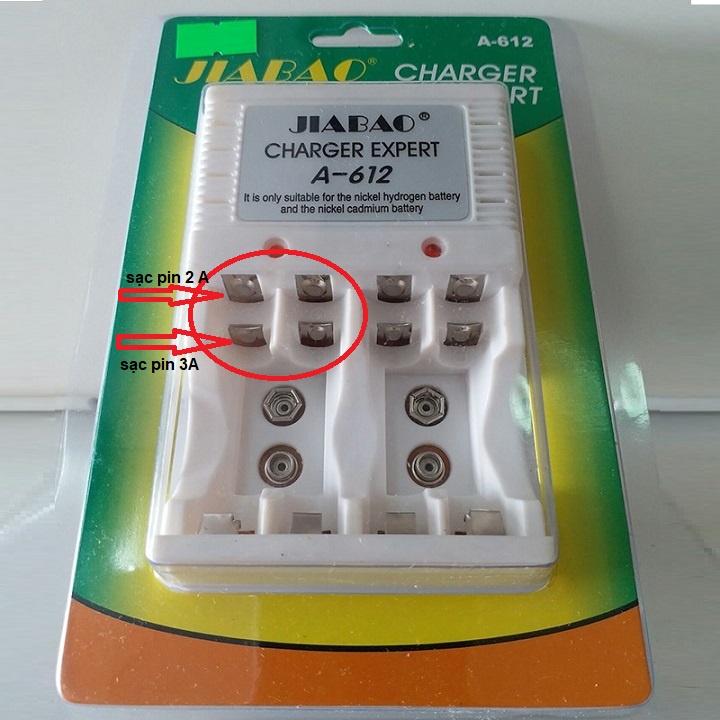 A-612
JIABAO® CHARGER
RT
JIABAO®
CHARGER EXPERT
A-612
It is only suitable for the nickel hydrogen battery
and the nickel cadmium battery
sạc pin 2 A
sạc pin 3A